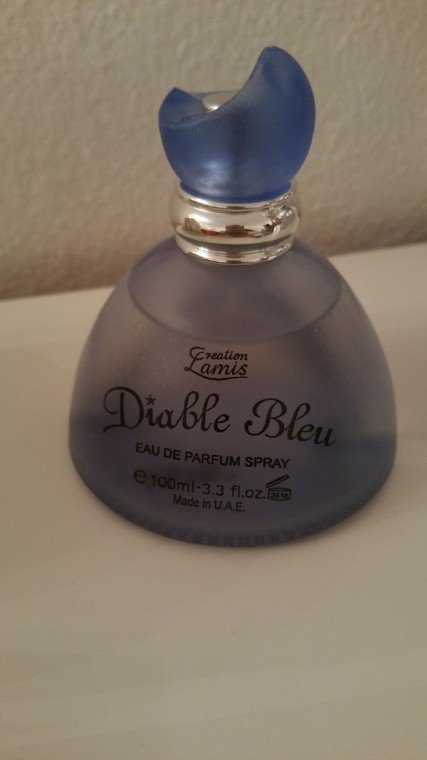 Creation
Lamis
Diable Bleu
EAU DE PARFUM SPRAY
℮100ml-3.3 fl.oz.
Made in U.A.E.